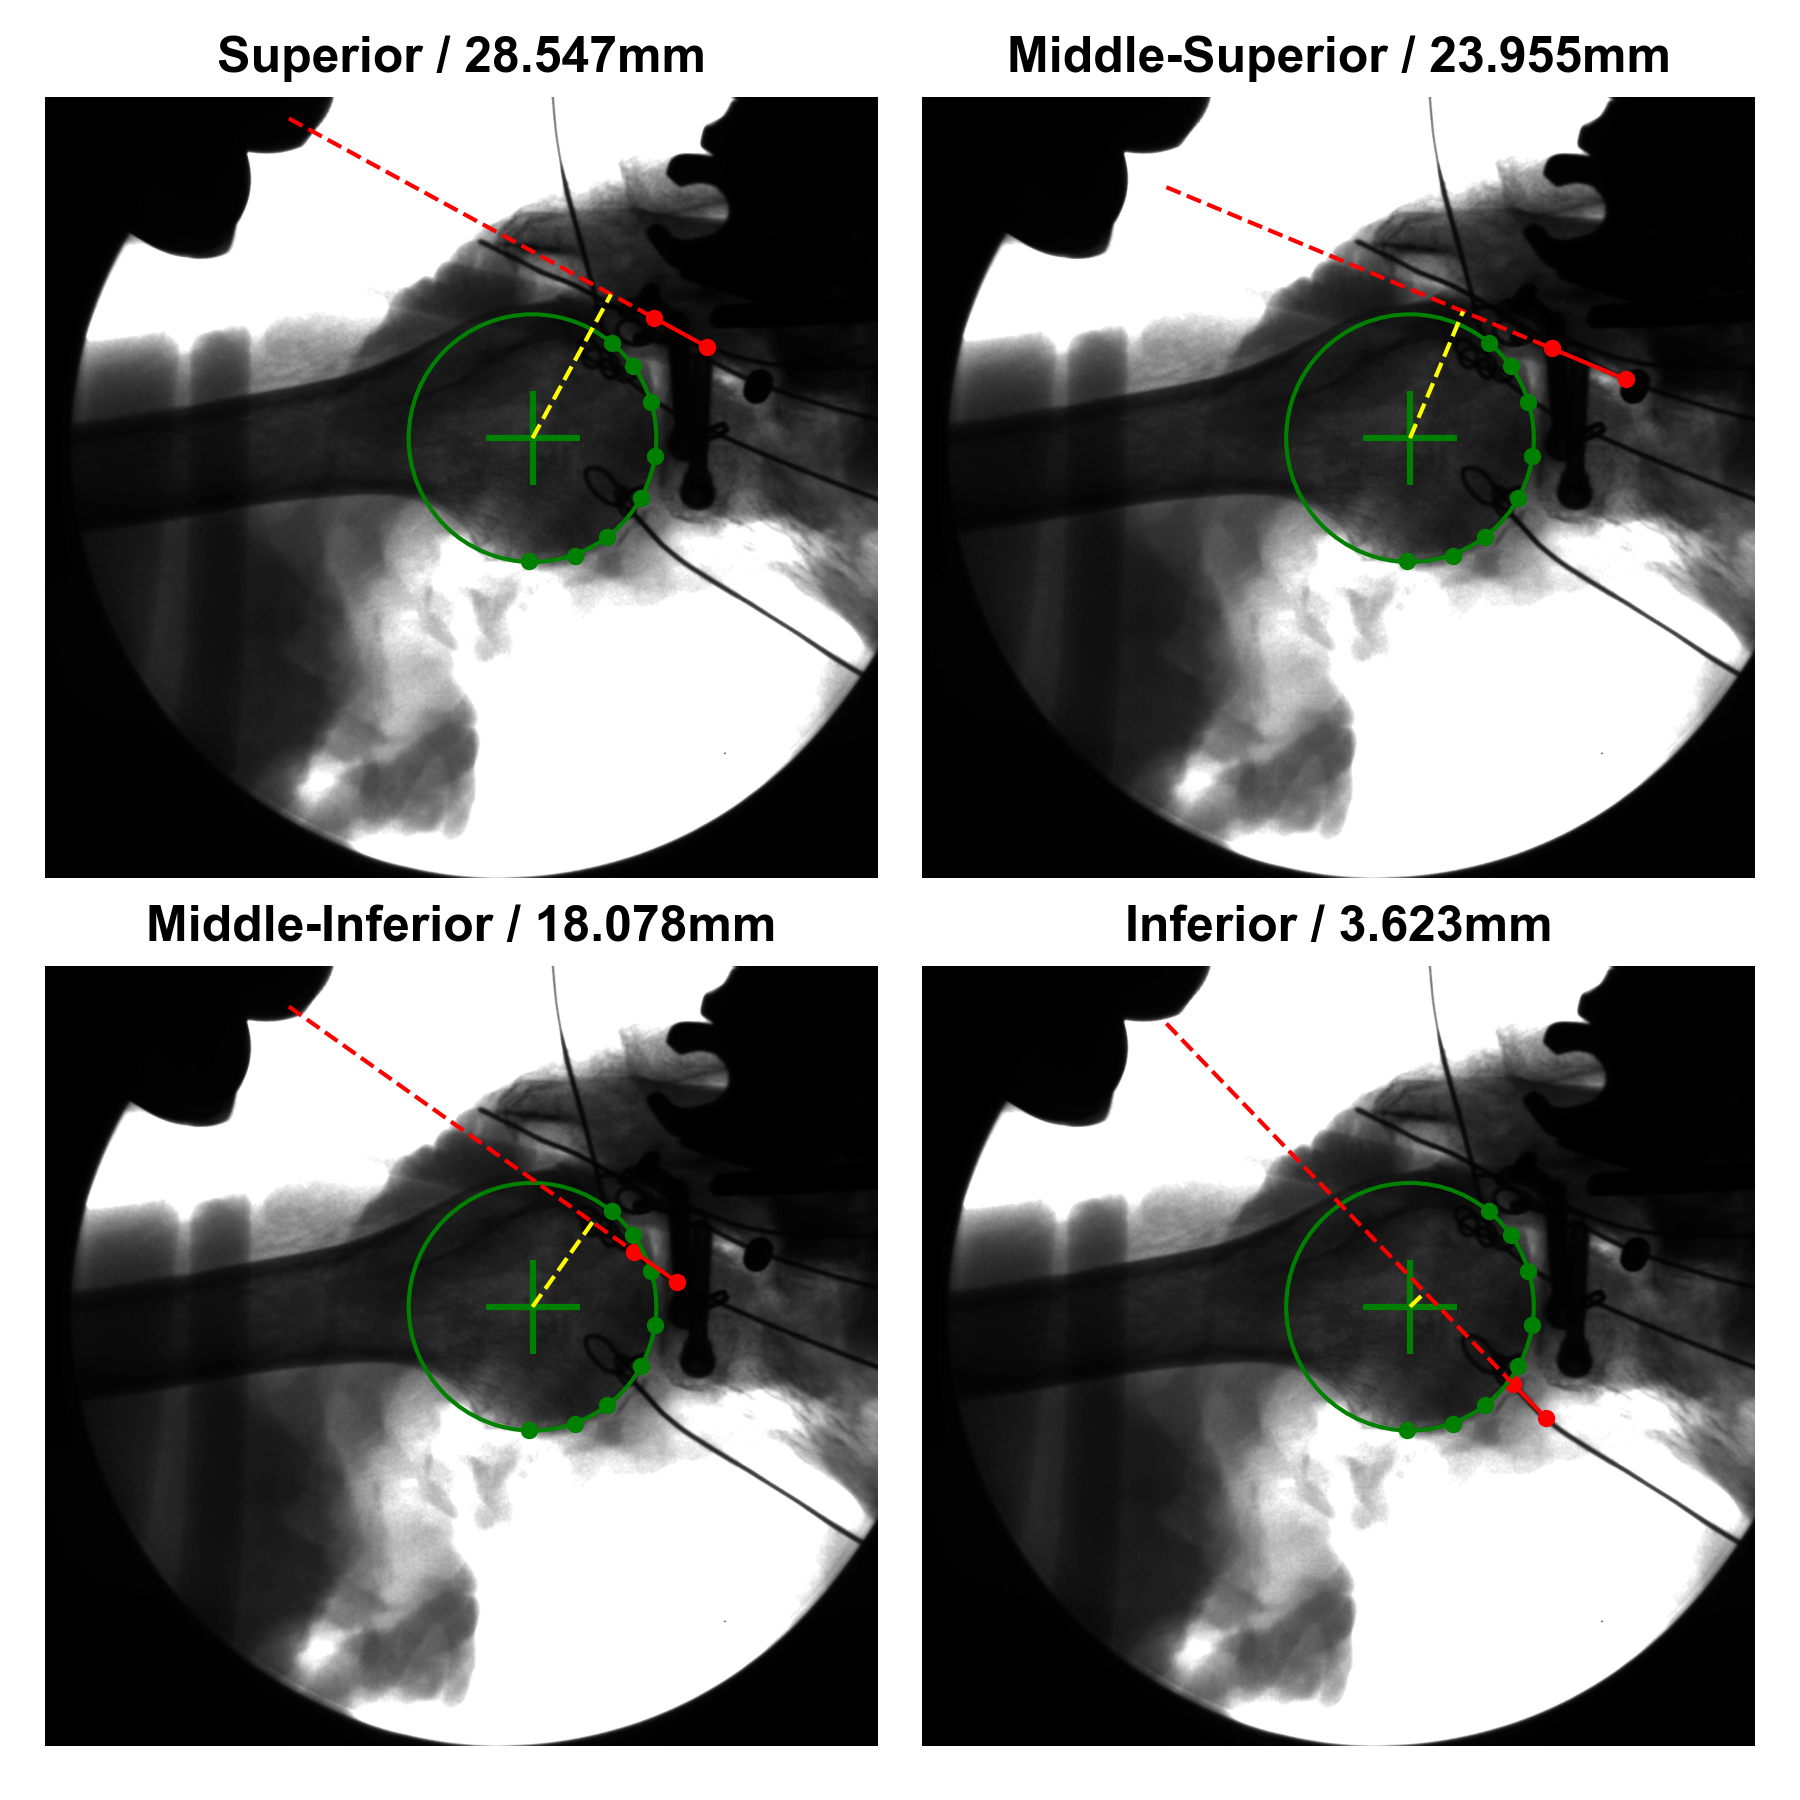 Superior / 28.547mm
Middle-Superior / 23.955mm
Middle-Inferior / 18.078mm
Inferior / 3.623mm